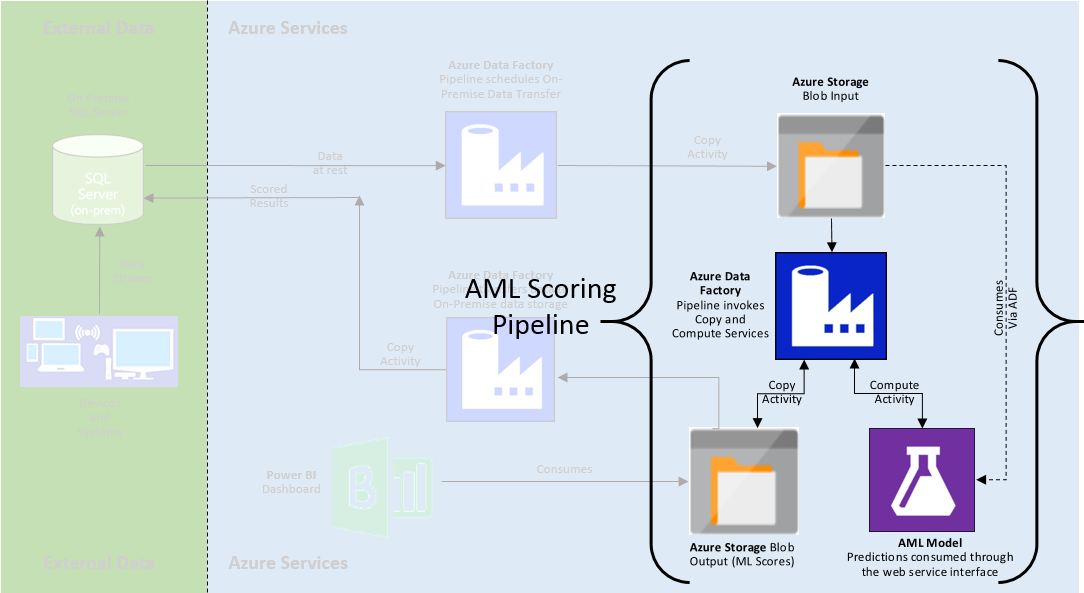 External Data
Azure Services
Azure Data Factory
Pipeline schedules On-
Premise Data Transfer
Azure Storage
Blob Input
SQL
Server
(on-prem)
Data
at rest
Scored
Results
Copy
Activity
Azure Data Factory
On-Premise data storage
AML Scoring
Pipeline
Azure Data
Factory
Pipeline invokes
Copy and
Compute Services
Consumes
Via ADF
Copy
Activity
Copy
Activity
Compute
Activity
Power BI
Dashboard
Consumes
Azure Storage Blob
Output (ML Scores)
AML Model
Predictions consumed through
the web service interface
External Data
Azure Services